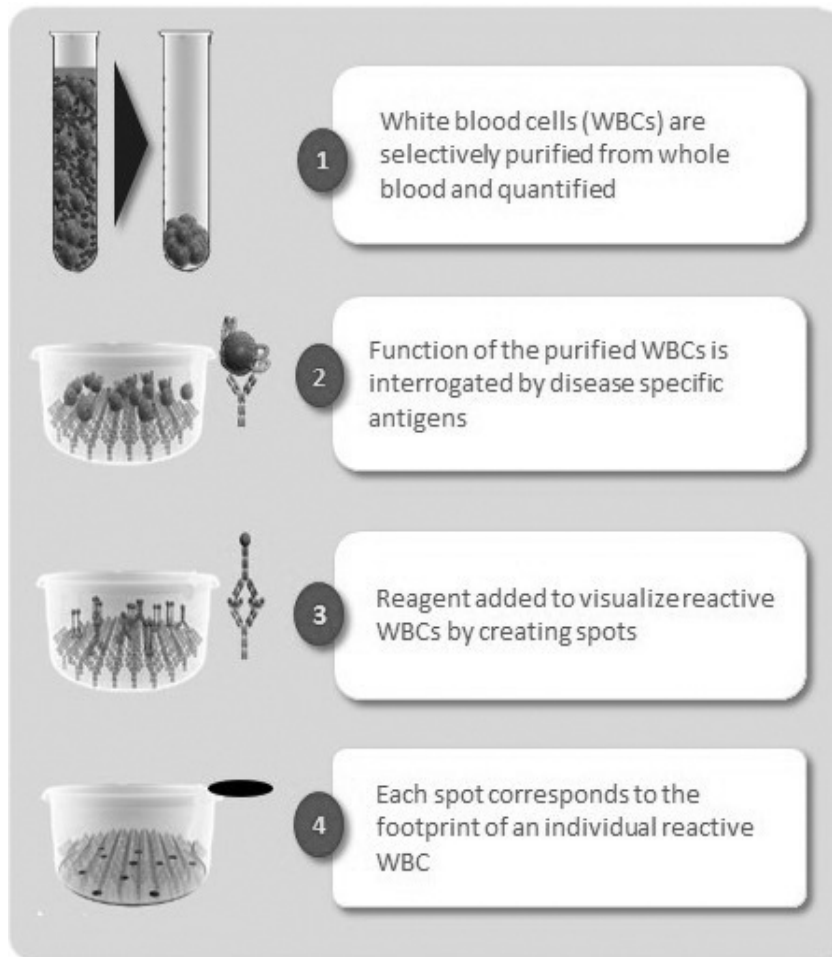 1
White blood cells (WBCs) are
selectively purified from whole
blood and quantified
2
Function of the purified WBCs is
interrogated by disease specific
antigens
3
Reagent added to visualize reactive
WBCs by creating spots
4
Each spot corresponds to the
footprint of an individual reactive
WBC